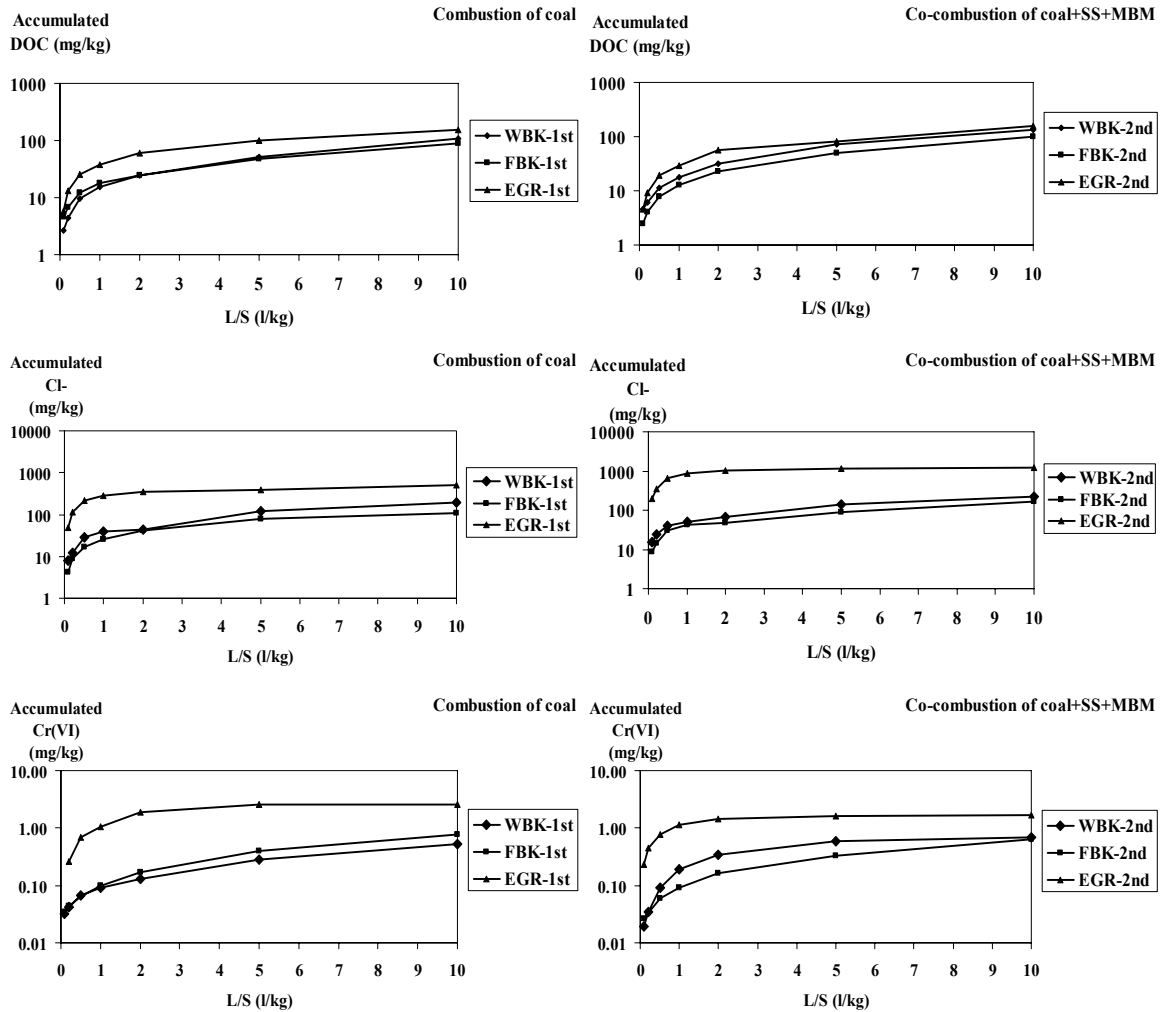 Accumulated
DOC (mg/kg)
Combustion of coal
1000
100
10
1
0 1 2 3 4 5 6 7 8 9 10
L/S (l/kg)
WBK-1st
FBK-1st
EGR-1st
Accumulated
DOC (mg/kg)
Co-combustion of coal+SS+MBM
1000
100
10
1
0 1 2 3 4 5 6 7 8 9 10
L/S (l/kg)
WBK-2nd
FBK-2nd
EGR-2nd
Accumulated
Cl-
(mg/kg)
Combustion of coal
10000
1000
100
10
1
0 1 2 3 4 5 6 7 8 9 10
L/S (l/kg)
WBK-1st
FBK-1st
EGR-1st
Accumulated
Cl-
(mg/kg)
Co-combustion of coal+SS+MBM
10000
1000
100
10
1
0 1 2 3 4 5 6 7 8 9 10
L/S (l/kg)
WBK-2nd
FBK-2nd
EGR-2nd
Accumulated
Cr(VI)
(mg/kg)
Combustion of coal
10.00
1.00
0.10
0.01
0 1 2 3 4 5 6 7 8 9 10
L/S (l/kg)
WBK-1st
FBK-1st
EGR-1st
Accumulated
Cr(VI)
(mg/kg)
Co-combustion of coal+SS+MBM
10.00
1.00
0.10
0.01
0 1 2 3 4 5 6 7 8 9 10
L/S (l/kg)
WBK-2nd
FBK-2nd
EGR-2nd